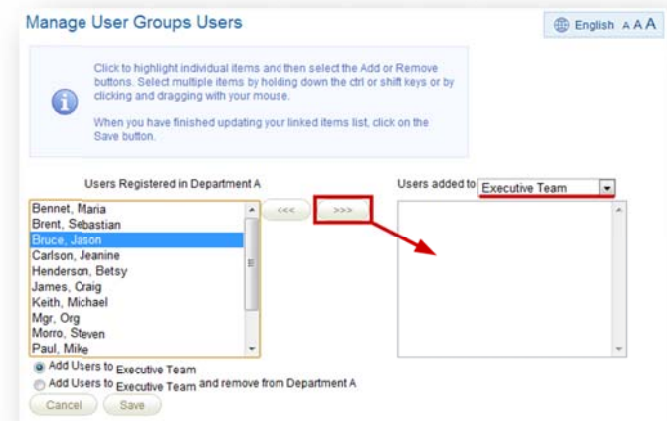 Manage User Groups Users
English A A A
Click to highlight individual items and then select the Add or Remove
buttons. Select multiple items by holding down the ctrl or shift keys or by
clicking and dragging with your mouse.
When you have finished updating your linked items list, click on the
Save button.
Users Registered in Department A
Users added to Executive Team
<<<
>>>
Bennet, Maria
Brent, Sebastian
Bruce, Jason
Carlson, Jeanine
Henderson, Betsy
James, Craig
Keith, Michael
Mgr, Org
Morro, Steven
Paul, Mike
Add Users to Executive Team
Add Users to Executive Team and remove from Department A
Cancel
Save